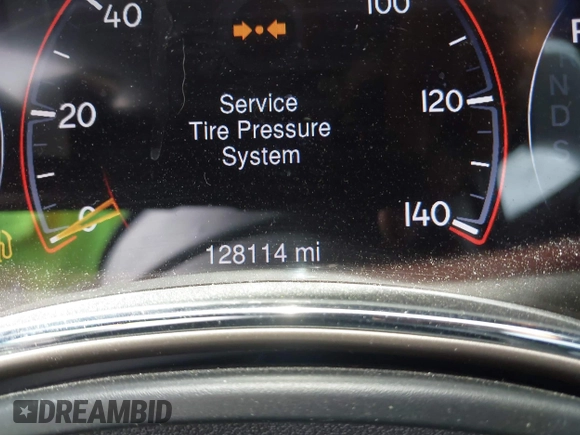 40
100
20
Service
Tire Pressure
System
120
0
140
128114 mi
P
N
D
S
DREAMBID